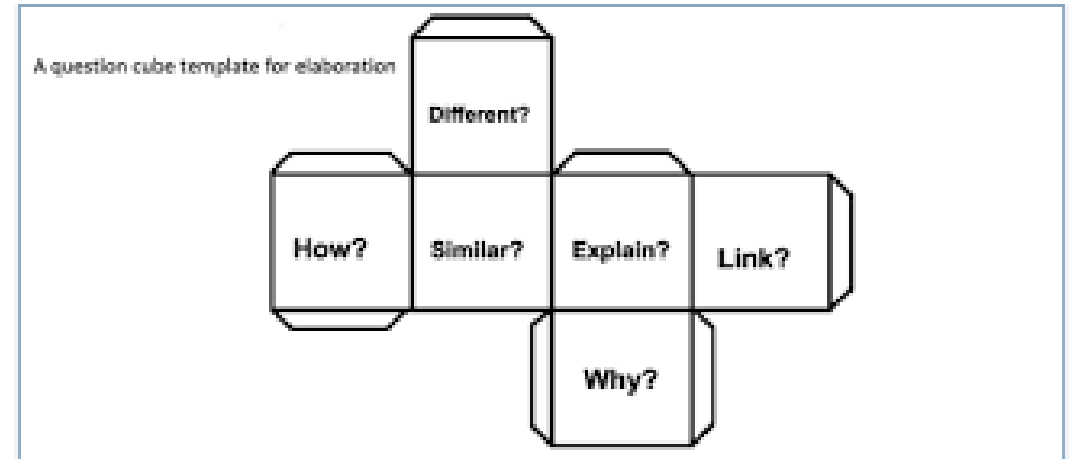 A question cube template for elaboration
Different?
How?
Similar?
Explain?
Link?
Why?